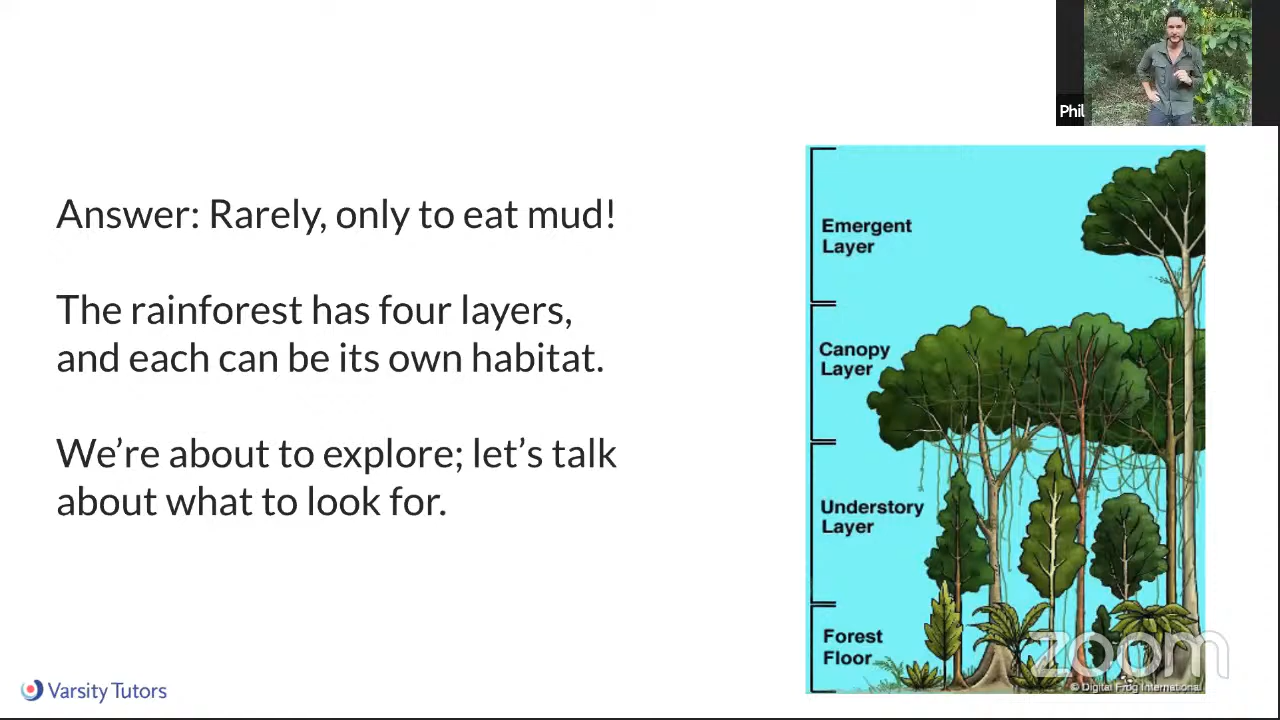 Phil
Answer: Rarely, only to eat mud!
The rainforest has four layers,
and each can be its own habitat.
We're about to explore; let's talk
about what to look for.
Emergent
Layer
Canopy
Layer
Understory
Layer
Forest
Floor
zoom
© Digital Frog International
Varsity Tutors